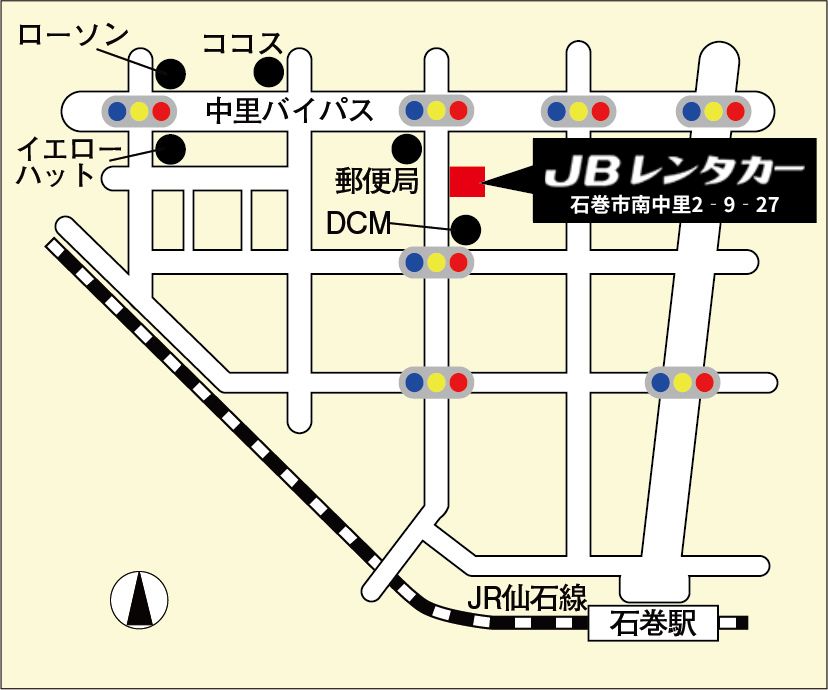 ローソン
ココス
中里バイパス
イエロー
ハット
郵便局
JBレンタカー
石巻市南中里2‐9‐27
DCM
JR仙石線
石巻駅